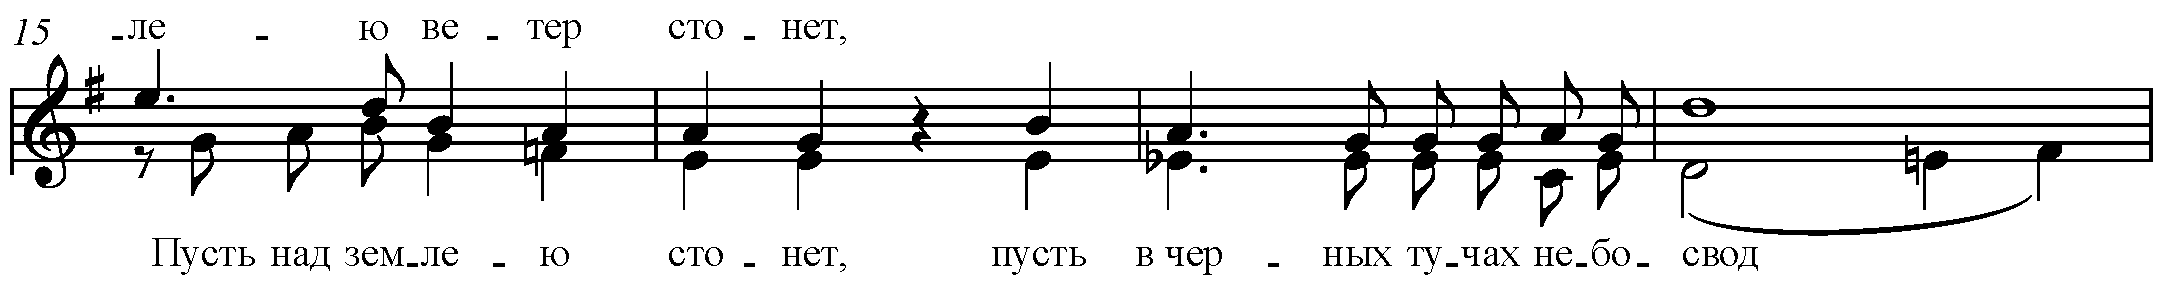 15 -ле - ю ве - тер сто - нет,
Пусть над зем-ле - ю сто - нет, пусть в чер - ных ту-чах не-бо- свод